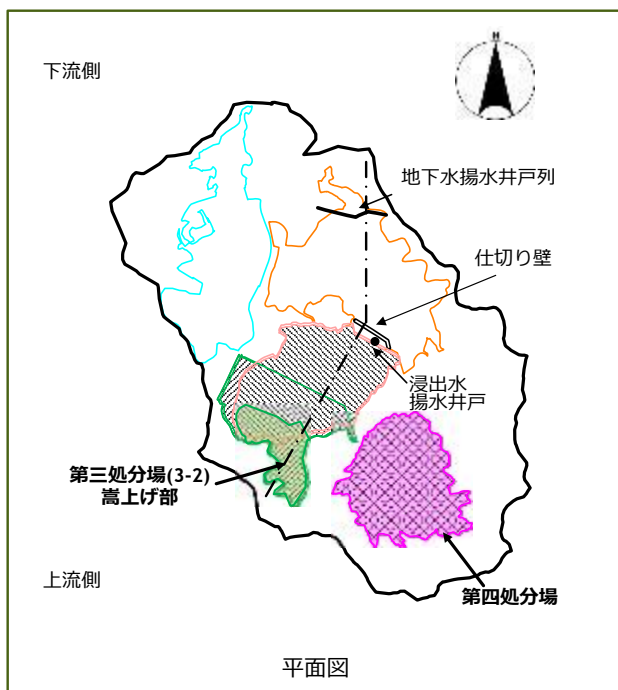 N
下流側
地下水揚水井戸列
仕切り壁
浸出水
揚水井戸
第三処分場(3-2)
嵩上げ部
上流側
第四処分場
平面図